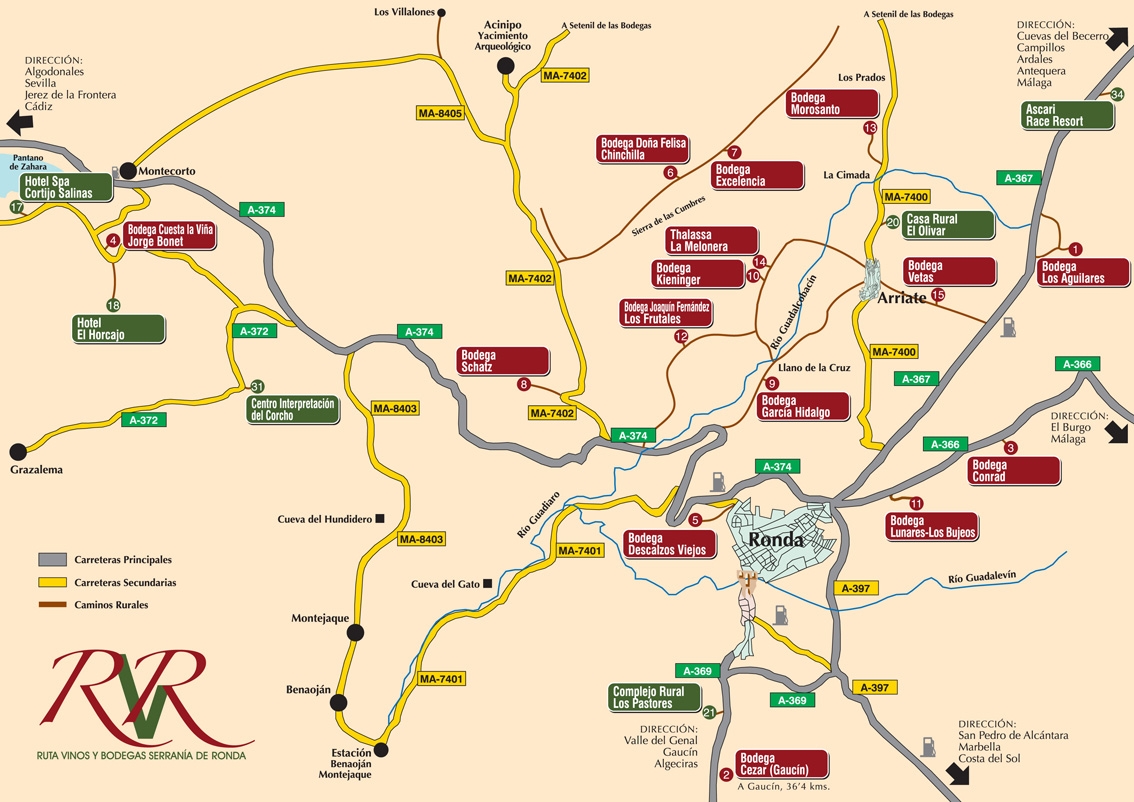 Los Villalones
Acinipo
Yacimiento
Arqueológico
A Setenil de las Bodegas
A Setenil de las Bodegas
DIRECCIÓN:
Cuevas del Becerro
Campillos
Ardales
Antequera
Málaga
DIRECCIÓN:
Algodonales
Sevilla
Jerez de la Frontera
Cádiz
MA-7402
Los Prados
34
Ascari
Race Resort
MA-8405
Bodega
Morosanto
13
Bodega Doña Felisa
Chinchilla
6
7
Bodega
Excelencia
Pantano
de Zahara
Montecorto
Hotel Spa
Cortijo Salinas
17
La Cimada
A-367
MA-7400
A-374
Sierra de las Cumbres
20
Casa Rural
El Olivar
4
Bodega Cuesta la Viña
Jorge Bonet
Thalassa
La Melonera
14
1
Bodega
Los Aguilares
MA-7402
Bodega
Kieninger
10
Bodega
Vetas
15
Arriate
18
Hotel
El Horcajo
Bodega Joaquín Fernández
Los Frutales
12
Río Guadalcobacín
A-372
A-374
MA-7400
Bodega
Schatz
8
Llano de la Cruz
A-366
31
Centro Interpretación
del Corcho
9
Bodega
García Hidalgo
A-367
MA-8403
MA-7402
A-372
DIRECCIÓN:
El Burgo
Málaga
A-374
A-366
3
Bodega
Conrad
Grazalema
A-374
Río Guadiaro
11
Bodega
Lunares-Los Bujeos
Cueva del Hundidero
5
Bodega
Descalzos Viejos
Ronda
MA-8403
MA-7401
Carreteras Principales
Carreteras Secundarias
Caminos Rurales
Cueva del Gato
Río Guadalevín
A-397
Montejaque
MA-7401
A-369
A-397
Benaoján
Complejo Rural
Los Pastores
21
A-369
RVR
RUTA VINOS Y BODEGAS SERRANÍA DE RONDA
Estación
Benaoján
Montejaque
DIRECCIÓN:
Valle del Genal
Gaucín
Algeciras
DIRECCIÓN:
San Pedro de Alcántara
Marbella
Costa del Sol
2
Bodega
Cezar (Gaucín)
A Gaucín, 36'4 kms.